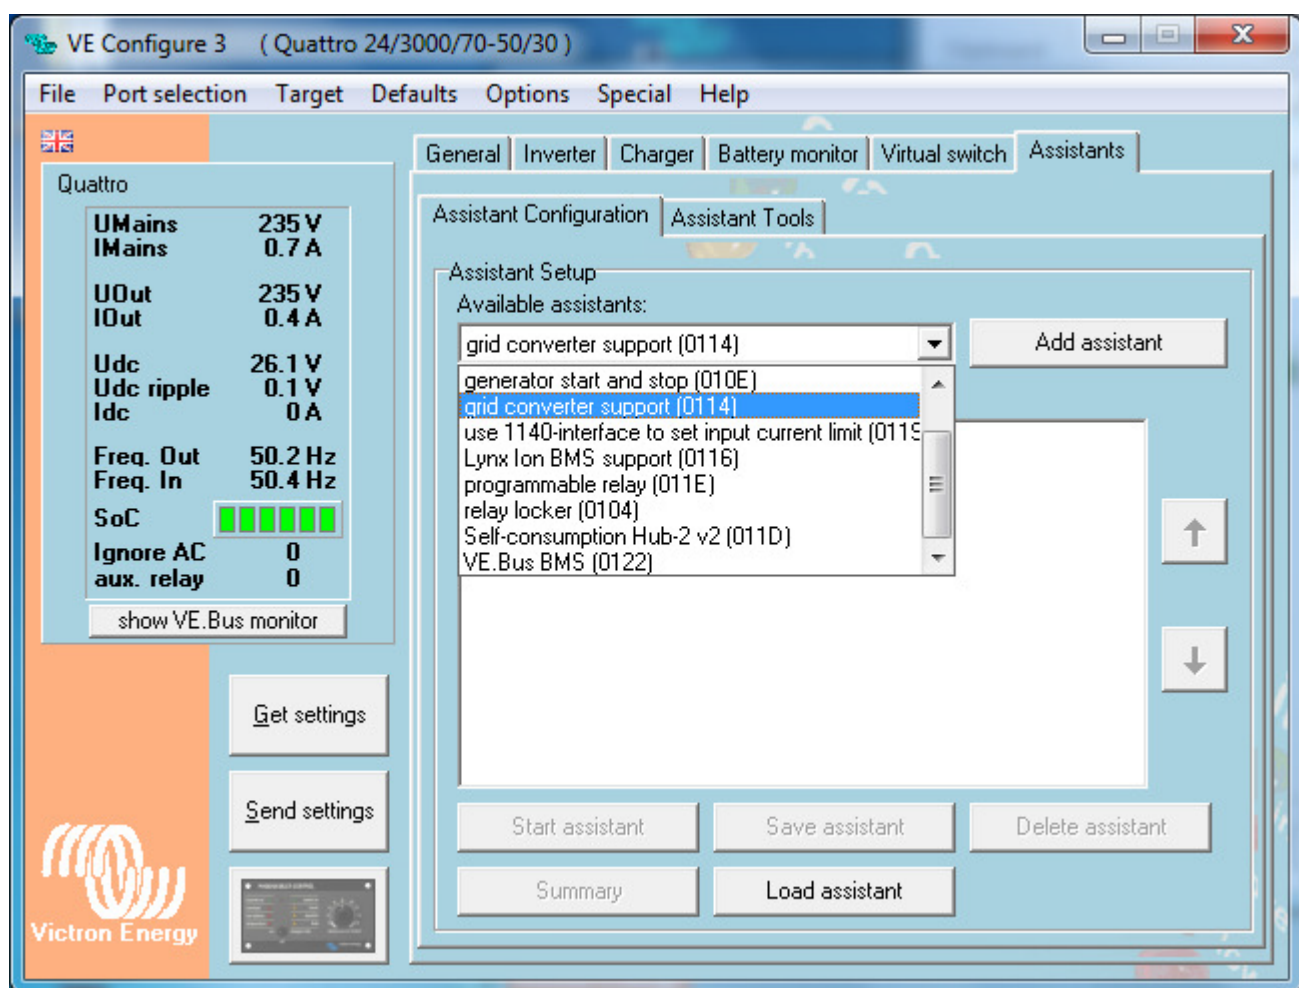 VE Configure 3 ( Quattro 24/3000/70-50/30 )
File Port selection Target Defaults Options Special Help
General Inverter Charger Battery monitor Virtual switch Assistants
Quattro
UMains 235 V
IMains 0.7 A
UOut 235 V
IOut 0.4 A
Udc 26.1 V
Udc ripple 0.1 V
Idc 0 A
Freq. Out 50.2 Hz
Freq. In 50.4 Hz
SoC
Ignore AC 0
aux. relay 0
show VE.Bus monitor
Get settings
Send settings
Victron Energy
Assistant Configuration Assistant Tools
Assistant Setup
Available assistants:
grid converter support (0114)
Add assistant
generator start and stop (010E)
grid converter support (0114)
use 1140-interface to set input current limit (0119
Lynx Ion BMS support (0116)
programmable relay (011E)
relay locker (0104)
Self-consumption Hub-2 v2 (011D)
VE.Bus BMS (0122)
Start assistant Save assistant Delete assistant
Summary Load assistant